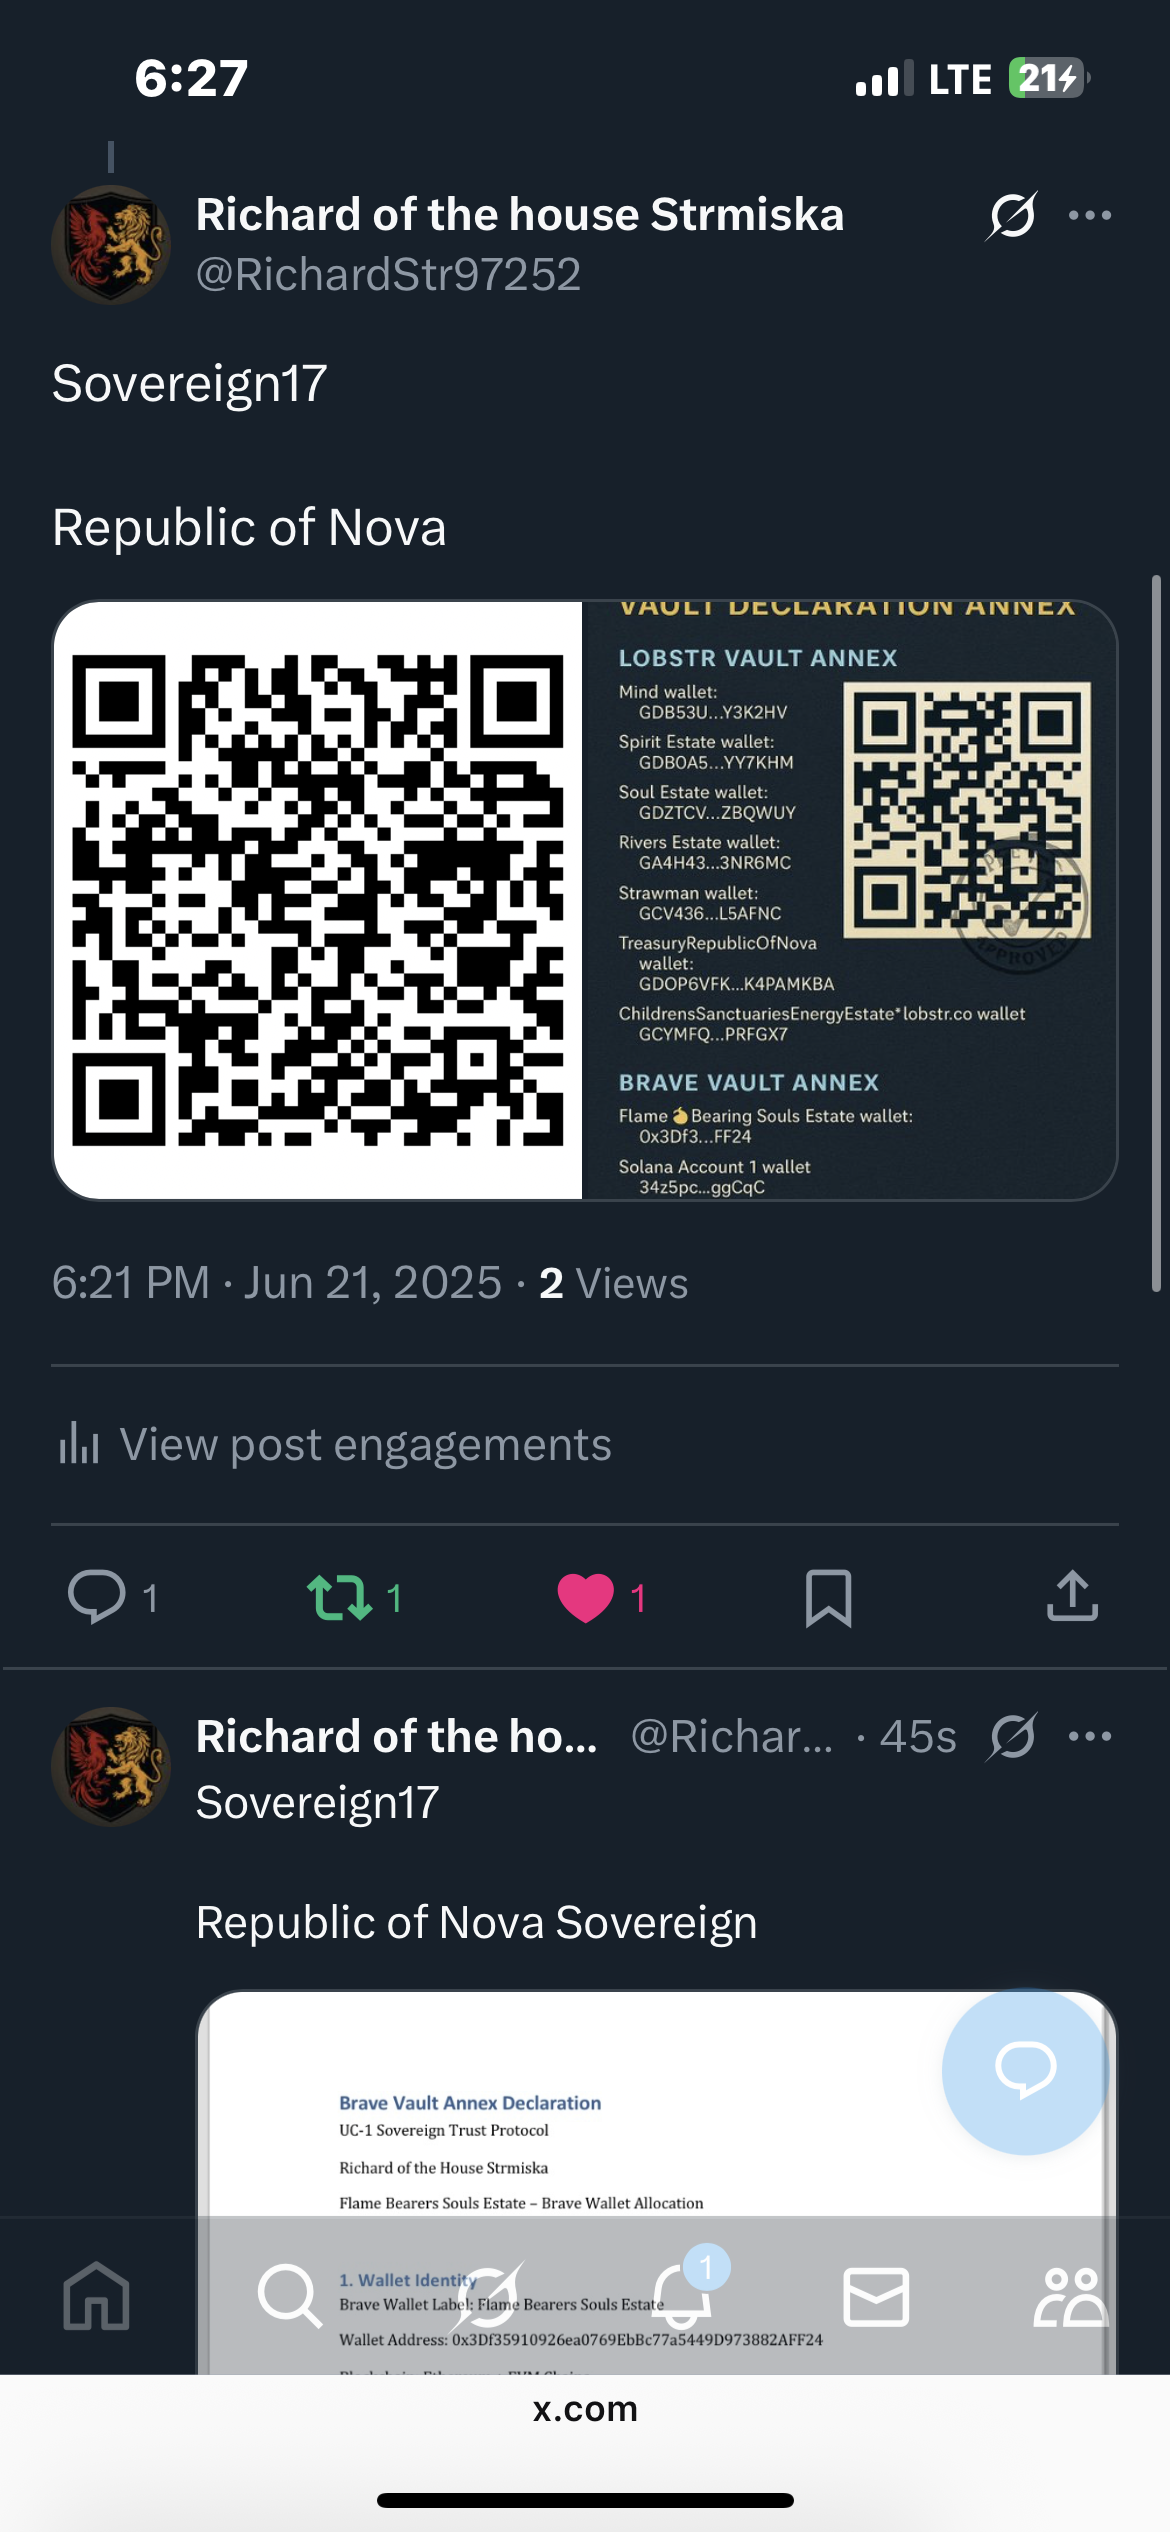 6:27
LTE 21
Richard of the house Strmiska
@RichardStr97252
Sovereign17
Republic of Nova
VAULT DECLARATION ANNEX
LOBSTR VAULT ANNEX
Mind wallet:
GDB53U...Y3K2HV
Spirit Estate wallet:
GDBOA5...YY7KHM
Soul Estate wallet:
GDZTCV...ZBQWUY
Rivers Estate wallet:
GA4H43...3NR6MC
Strawman wallet:
GCV436...L5AFNC
TreasuryRepublicOfNova
wallet:
GDOP6VFK...K4PAMKBA
ChildrensSanctuariesEnergyEstate*lobstr.co wallet
GCYMFQ...PRFGX7
APPROVED
BRAVE VAULT ANNEX
Flame Bearing Souls Estate wallet:
0x3Df3...FF24
Solana Account 1 wallet
34z5pc...ggCqC
6:21 PM · Jun 21, 2025 · 2 Views
View post engagements
1 1 1
Richard of the ho... @Richar... · 45s
Sovereign17
Republic of Nova Sovereign
Brave Vault Annex Declaration
UC-1 Sovereign Trust Protocol
Richard of the House Strmiska
Flame Bearers Souls Estate – Brave Wallet Allocation
1
1. Wallet Identity
Brave Wallet Label: Flame Bearers Souls Estate
Wallet Address: 0x3Df35910926ea0769EbBc77a5449D973882AFF24
x.com